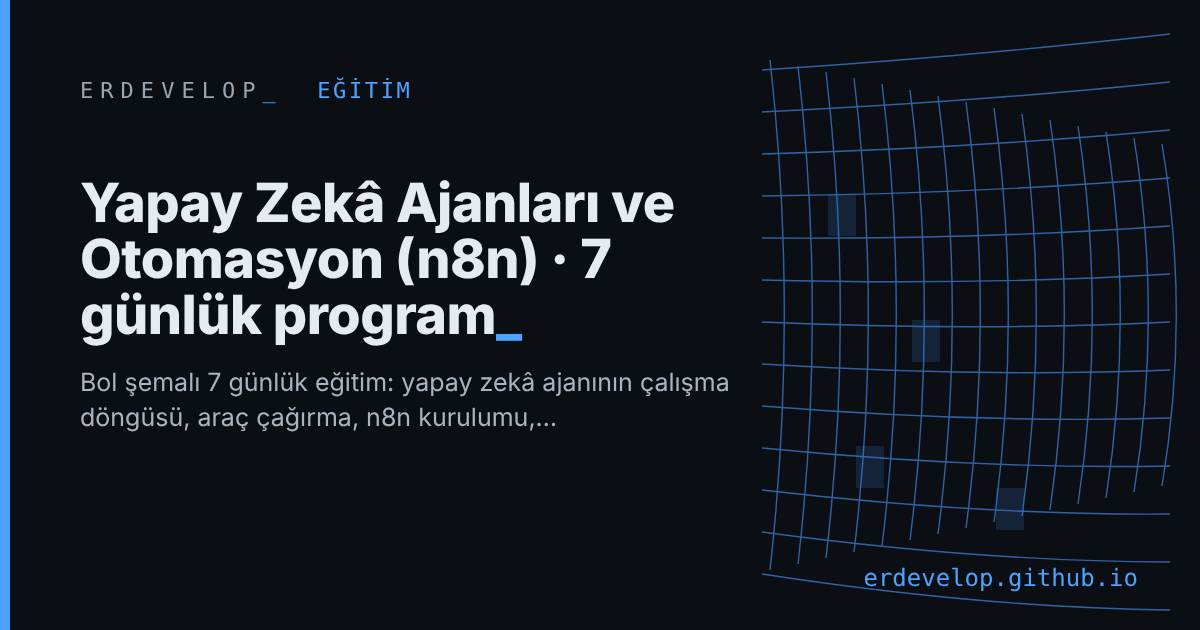 ERDEVELOP_ EĞİTİM
Yapay Zekâ Ajanları ve
Otomasyon (n8n) · 7
günlük program_
Bol şemalı 7 günlük eğitim: yapay zekâ ajanının çalışma
döngüsü, araç çağırma, n8n kurulumu,...
erdevelop.github.io